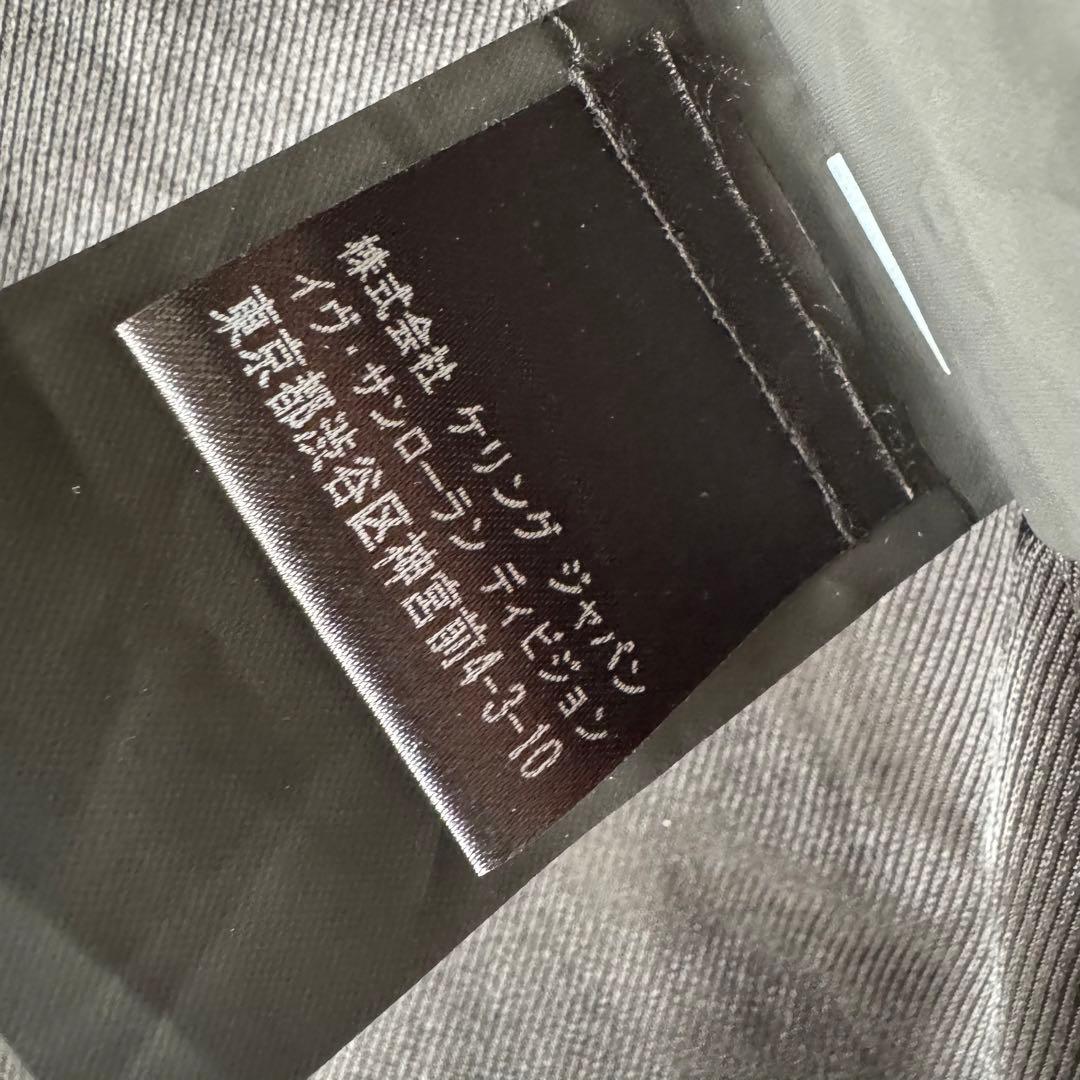 株式会社 ケリング ジャパン
イヴ・サンローラン ディビジョン
東京都渋谷区神宮前4-3-10